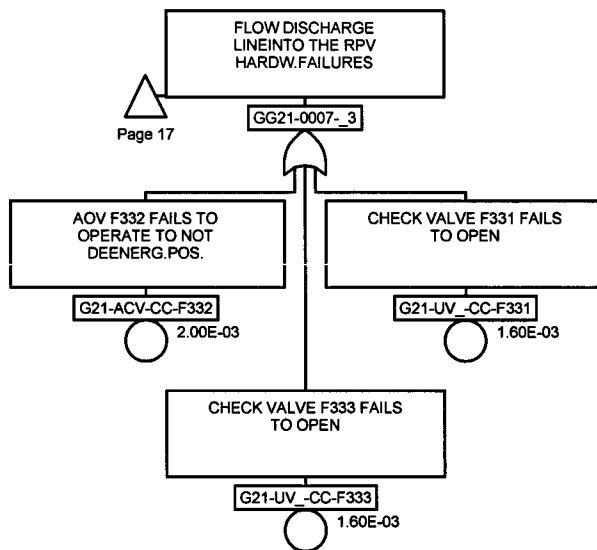 FLOW DISCHARGE
LINEINTO THE RPV
HARDW.FAILURES
Page 17
GG21-0007-_3
AOV F332 FAILS TO
OPERATE TO NOT
DEENERG.POS.
G21-ACV-CC-F332
2.00E-03
CHECK VALVE F331 FAILS
TO OPEN
G21-UV_-CC-F331
1.60E-03
CHECK VALVE F333 FAILS
TO OPEN
G21-UV_-CC-F333
1.60E-03